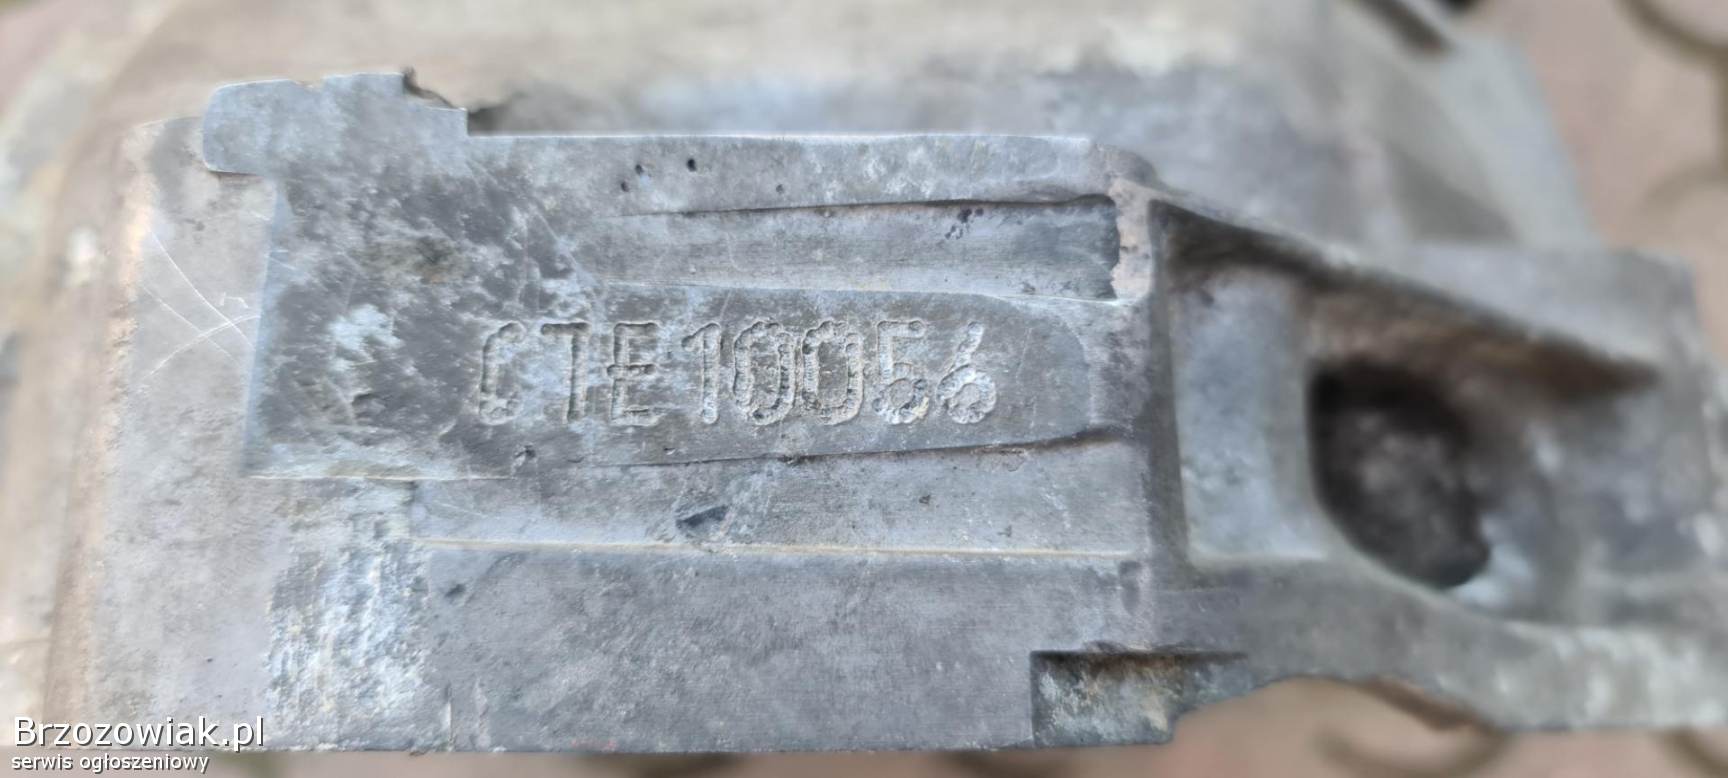 CTE10056
Brzozowiak.pl
serwis ogłoszeniowy